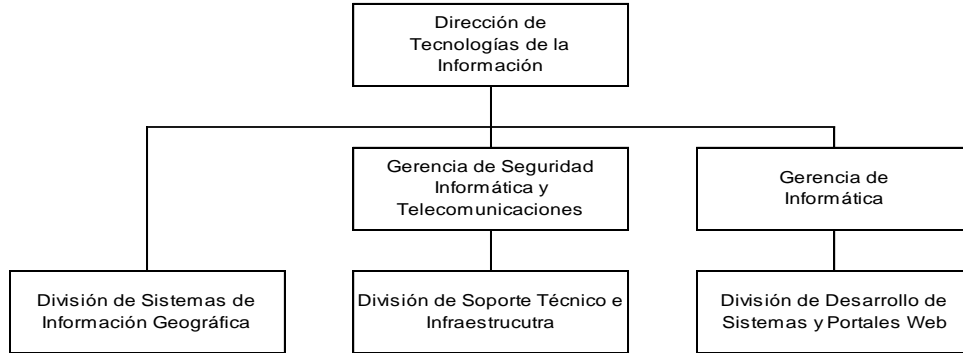 Dirección de
Tecnologías de la
Información
Gerencia de Seguridad
Informática y
Telecomunicaciones
Gerencia de
Informática
División de Sistemas de
Información Geográfica
División de Soporte Técnico e
Infraestrucutra
División de Desarrollo de
Sistemas y Portales Web